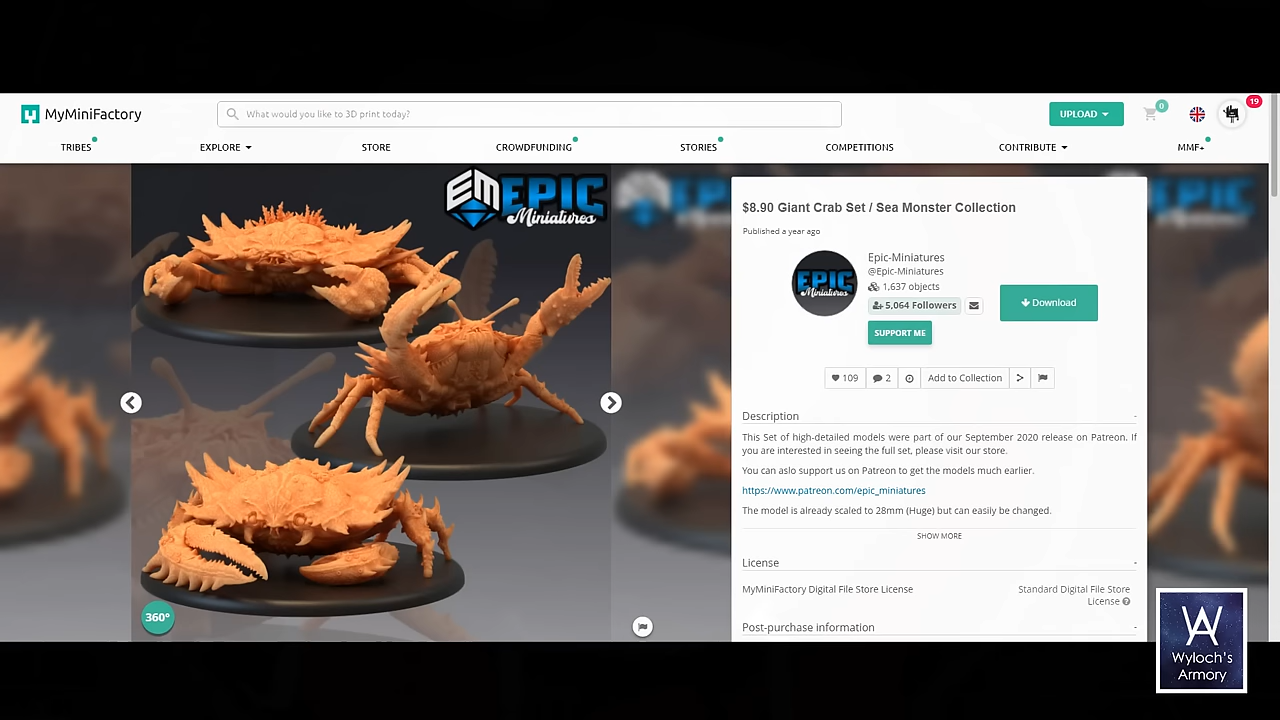 MyMiniFactory
What would you like to 3D print today?
UPLOAD
0
19
TRIBES
EXPLORE
STORE
CROWDFUNDING
STORIES
COMPETITIONS
CONTRIBUTE
MMF+
EM EPIC
Miniatures
$8.90 Giant Crab Set / Sea Monster Collection
Published a year ago
EPIC
Miniatures
Epic-Miniatures
@Epic-Miniatures
1,637 objects
5,064 Followers
SUPPORT ME
Download
109
2
Add to Collection
Description
-
This Set of high-detailed models were part of our September 2020 release on Patreon. If
you are interested in seeing the full set, please visit our store.
You can aslo support us on Patreon to get the models much earlier.
https://www.patreon.com/epic_miniatures
The model is already scaled to 28mm (Huge) but can easily be changed.
SHOW MORE
License
-
MyMiniFactory Digital File Store License
Standard Digital File Store
License
Post-purchase information
-
360°
Wyloch's
Armory